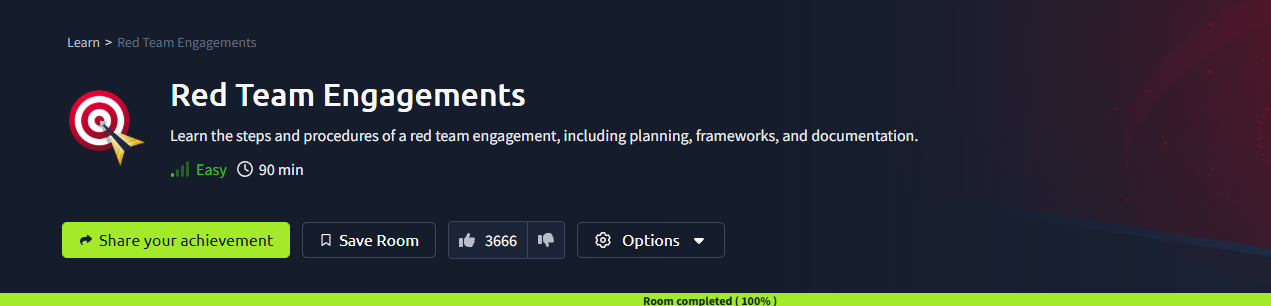 Learn > Red Team Engagements
Red Team Engagements
Learn the steps and procedures of a red team engagement, including planning, frameworks, and documentation.
Easy 90 min
Share your achievement Save Room 3666 Options
Room completed ( 100% )